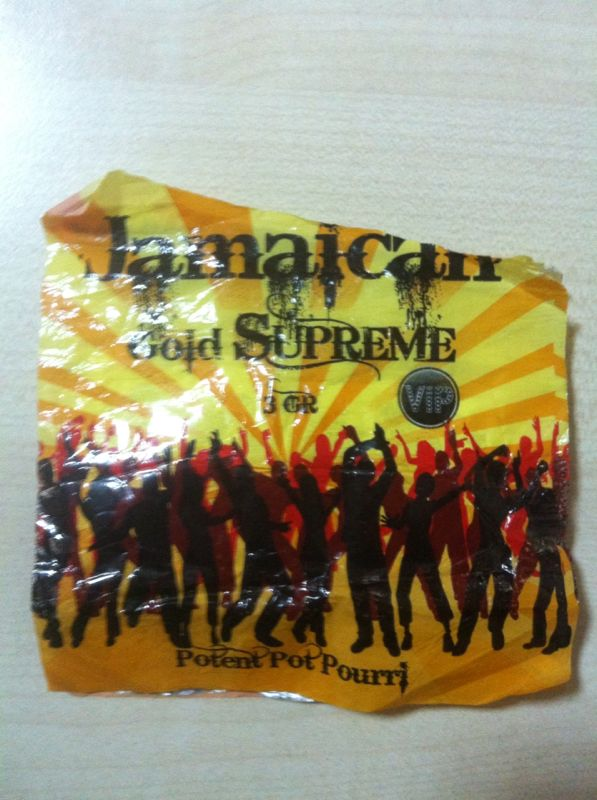 Jamaican
Gold SUPREME
3 GR
VIP
Potent Pot Pourri